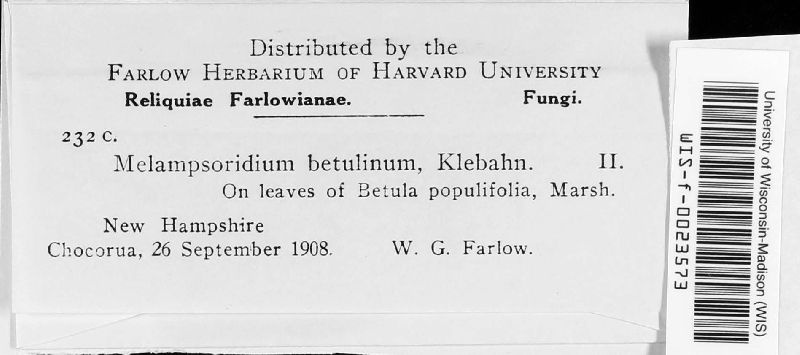 Distributed by the
FARLOW HERBARIUM OF HARVARD UNIVERSITY
Reliquiae Farlowianae. Fungi.
232 c.
Melampsoridium betulinum, Klebahn. II.
On leaves of Betula populifolia, Marsh.
New Hampshire
Chocorua, 26 September 1908. W. G. Farlow.
University of Wisconsin-Madison (WIS)
WIS-f-0023573